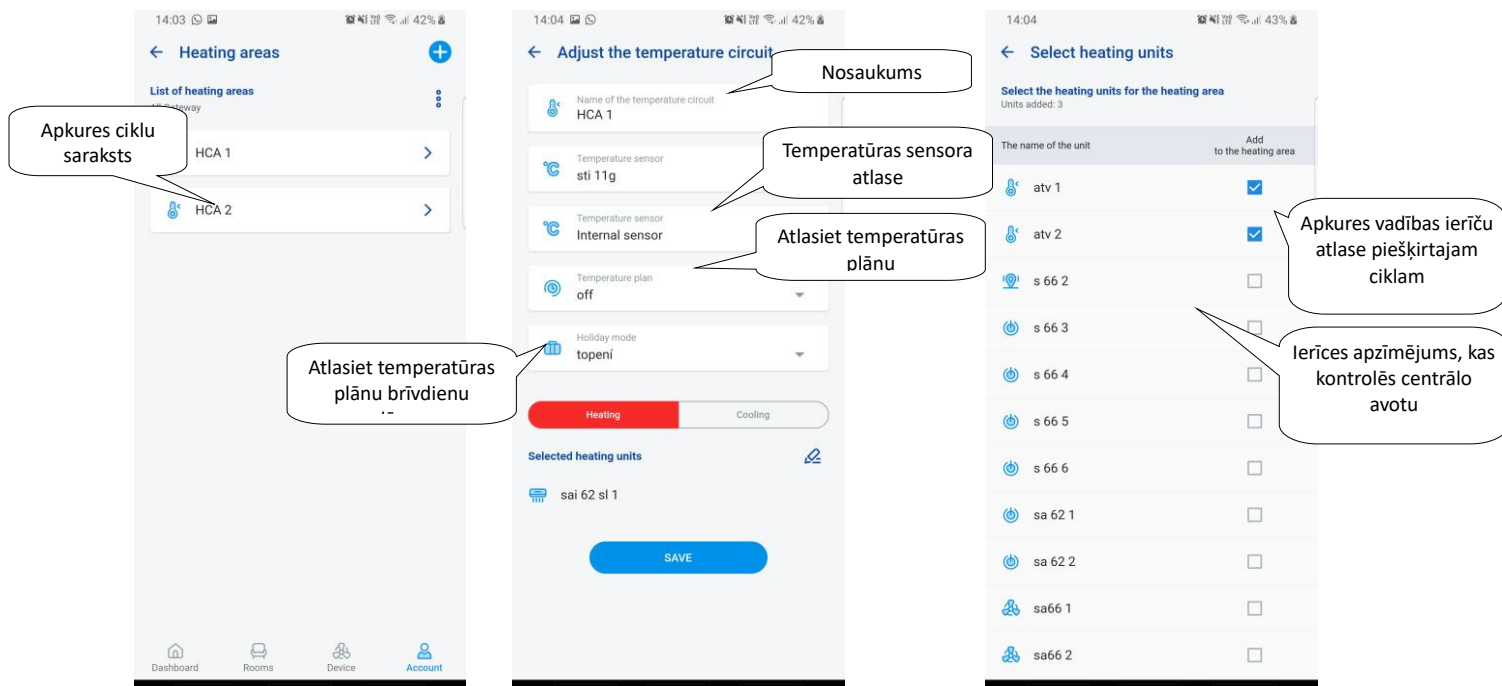 14:03 42%
Heating areas
List of heating areas
Gateway
Apkures ciklu
saraksts
HCA 1
HCA 2
Dashboard Rooms Device Account
14:04 42%
Adjust the temperature circuit
Nosaukums
Name of the temperature circuit
HCA 1
Temperature sensor
sti 11g
Temperatūras sensora
atlase
Temperature sensor
Internal sensor
Atlasiet temperatūras
plānu
Temperature plan
off
Holiday mode
topení
Atlasiet temperatūras
plānu brīvdienu
Heating Cooling
Selected heating units
sai 62 sl 1
SAVE
14:04 43%
Select heating units
Select the heating units for the heating area
Units added: 3
The name of the unit Add
to the heating area
atv 1
atv 2
Apkures vadības ierīču
atlase piešķirtajam
ciklam
s 66 2
s 66 3
Ierīces apzīmējums, kas
kontrolēs centrālo
avotu
s 66 4
s 66 5
s 66 6
sa 62 1
sa 62 2
sa66 1
sa66 2